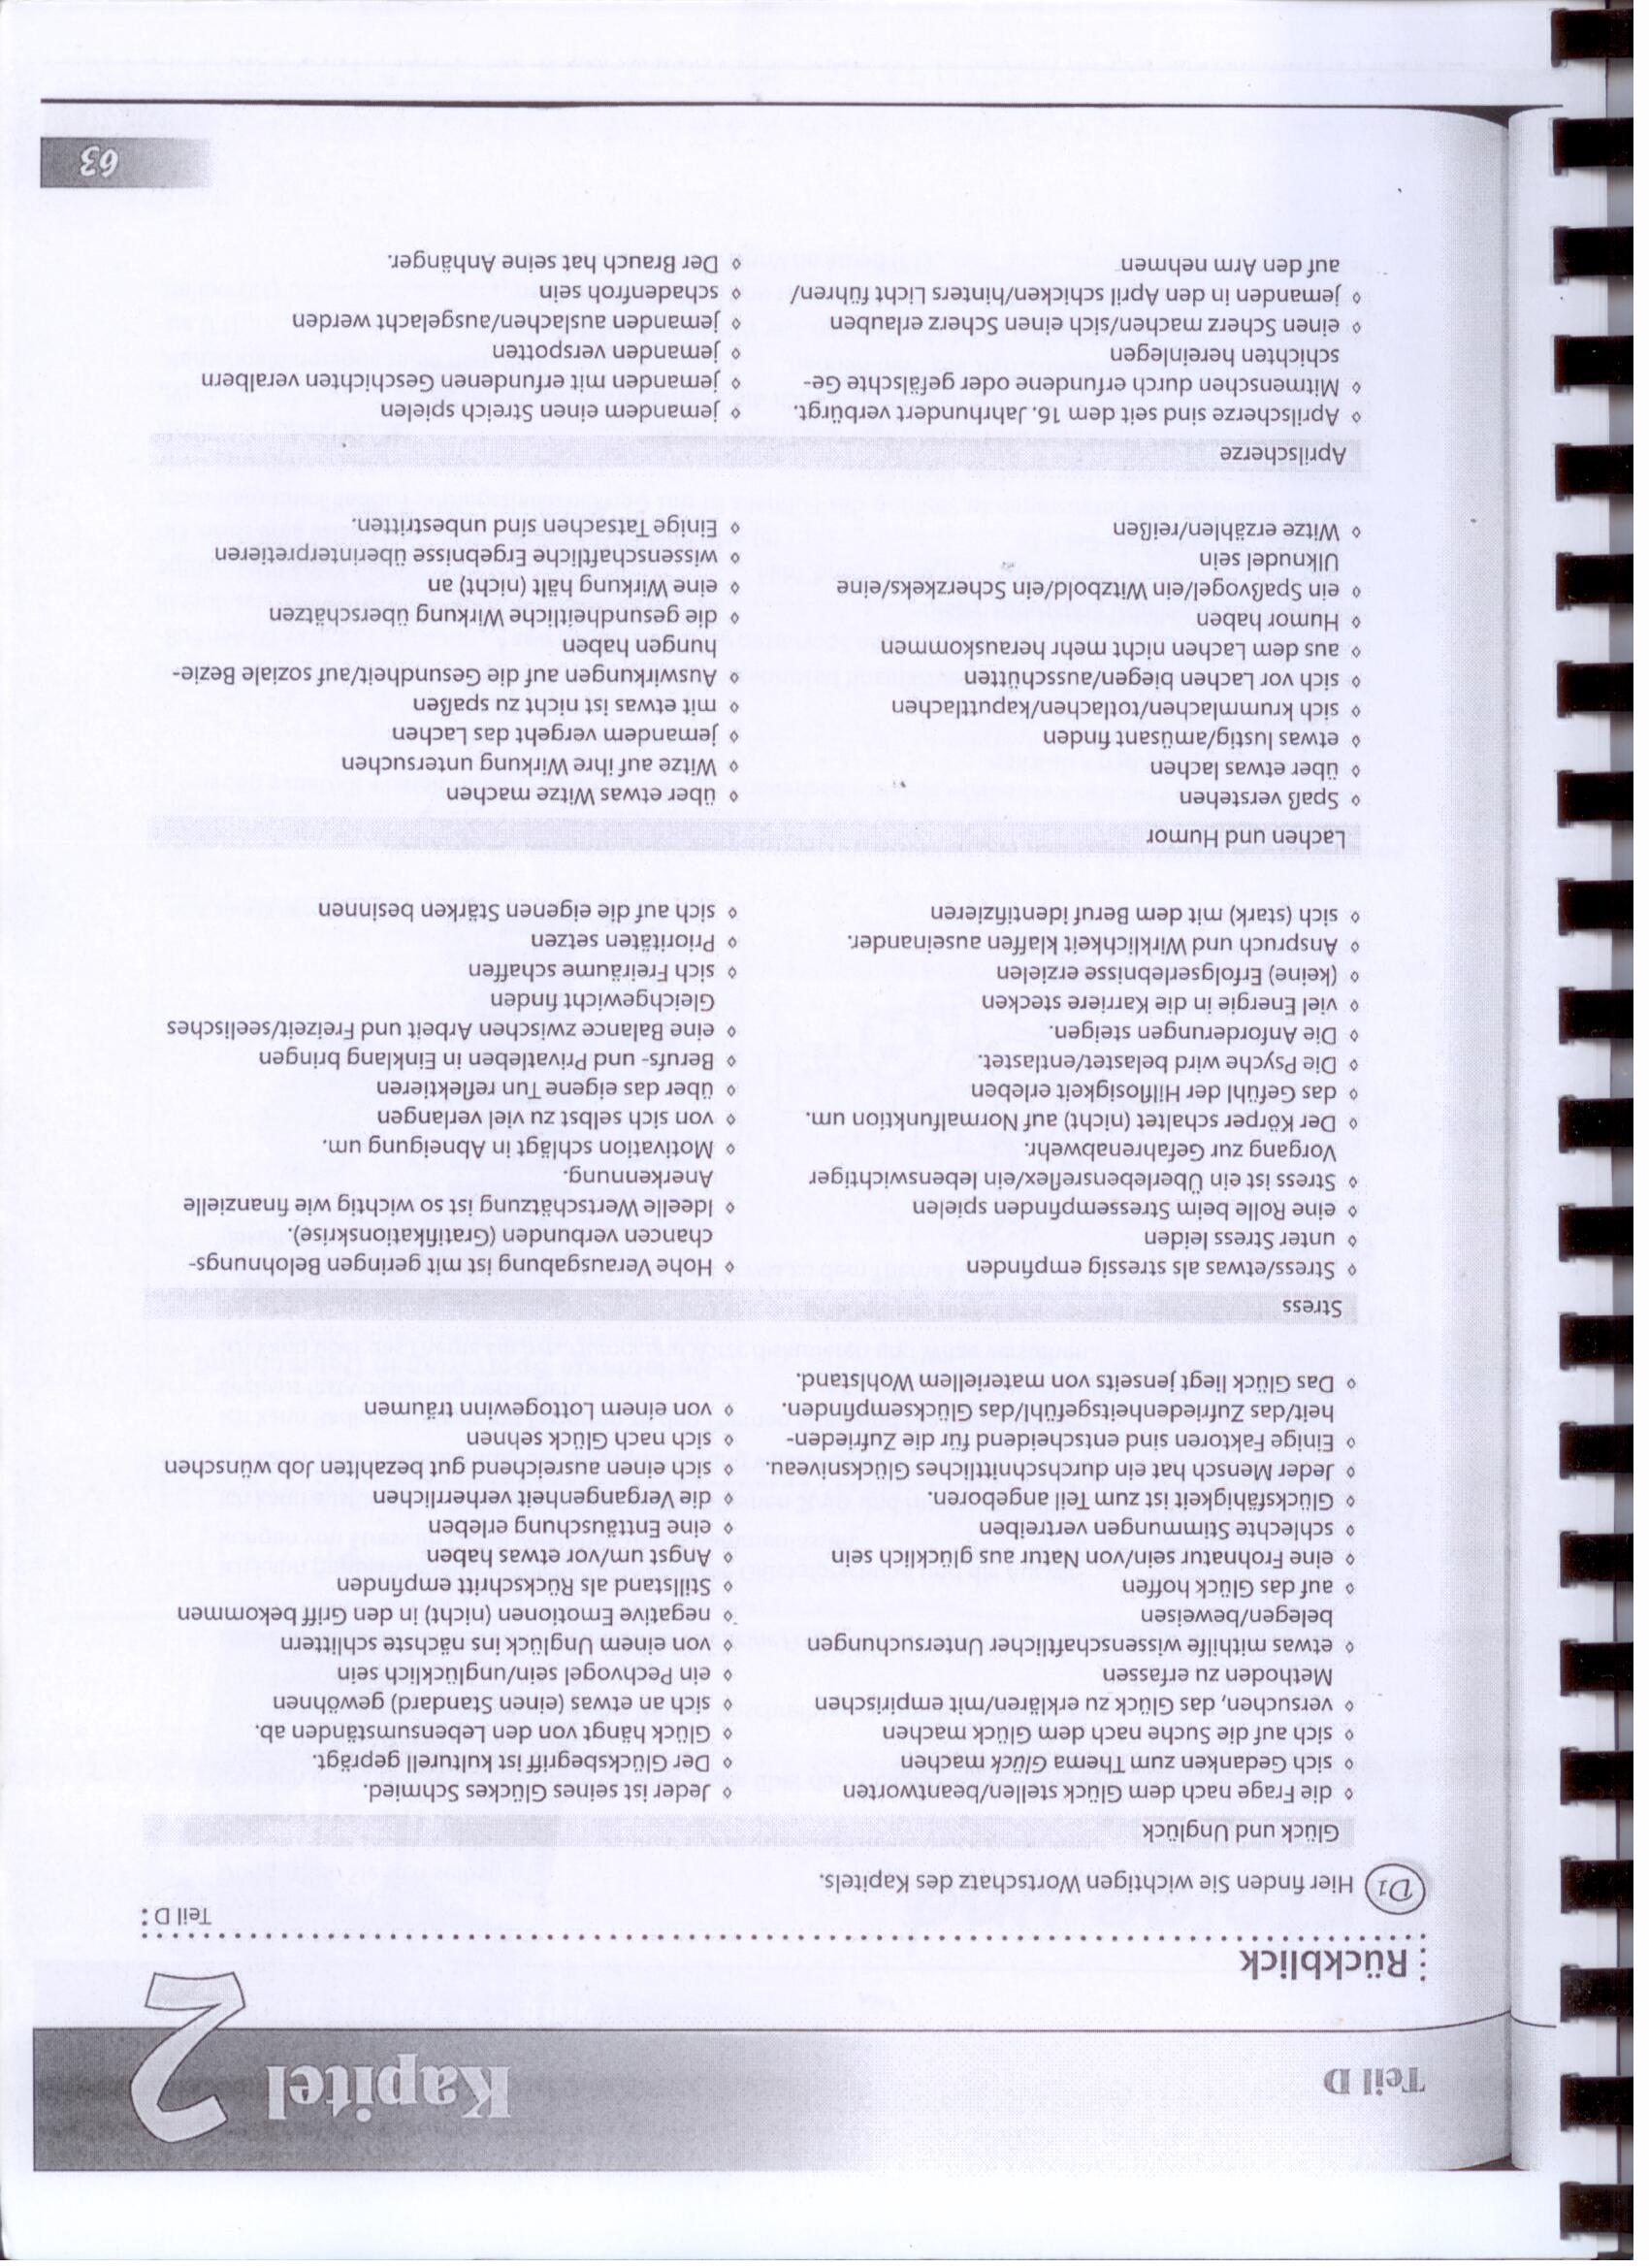 Teil D
Kapitel 2
Rückblick
Teil D
D1 Hier finden Sie wichtigen Wortschatz des Kapitels.
Glück und Unglück
◊ die Frage nach dem Glück stellen/beantworten
◊ sich Gedanken zum Thema Glück machen
◊ sich auf die Suche nach dem Glück machen
◊ versuchen, das Glück zu erklären/mit empirischen
Methoden zu erfassen
◊ etwas mithilfe wissenschaftlicher Untersuchungen
belegen/beweisen
◊ auf das Glück hoffen
◊ eine Frohnatur sein/von Natur aus glücklich sein
◊ schlechte Stimmungen vertreiben
◊ Glücksfähigkeit ist zum Teil angeboren.
◊ Jeder Mensch hat ein durchschnittliches Glücksniveau.
◊ Einige Faktoren sind entscheidend für die Zufrieden-
heit/das Zufriedenheitsgefühl/das Glücksempfinden.
◊ Das Glück liegt jenseits von materiellem Wohlstand.
◊ Jeder ist seines Glückes Schmied.
◊ Der Glücksbegriff ist kulturell geprägt.
◊ Glück hängt von den Lebensumständen ab.
◊ sich an etwas (einen Standard) gewöhnen
◊ ein Pechvogel sein/unglücklich sein
◊ von einem Unglück ins nächste schlittern
◊ negative Emotionen (nicht) in den Griff bekommen
◊ Stillstand als Rückschritt empfinden
◊ Angst um/vor etwas haben
◊ eine Enttäuschung erleben
◊ die Vergangenheit verherrlichen
◊ sich einen ausreichend gut bezahlten Job wünschen
◊ sich nach Glück sehnen
◊ von einem Lottogewinn träumen
Stress
◊ Stress/etwas als stressig empfinden
◊ unter Stress leiden
◊ eine Rolle beim Stressempfinden spielen
◊ Stress ist ein Überlebensreflex/ein lebenswichtiger
Vorgang zur Gefahrenabwehr.
◊ Der Körper schaltet (nicht) auf Normalfunktion um.
◊ das Gefühl der Hilflosigkeit erleben
◊ Die Psyche wird belastet/entlastet.
◊ Die Anforderungen steigen.
◊ viel Energie in die Karriere stecken
◊ (keine) Erfolgserlebnisse erzielen
◊ Anspruch und Wirklichkeit klaffen auseinander.
◊ sich (stark) mit dem Beruf identifizieren
◊ Hohe Verausgabung ist mit geringen Belohnungs-
chancen verbunden (Gratifikationskrise).
◊ Ideelle Wertschätzung ist so wichtig wie finanzielle
Anerkennung.
◊ Motivation schlägt in Abneigung um.
◊ von sich selbst zu viel verlangen
◊ über das eigene Tun reflektieren
◊ Berufs- und Privatleben in Einklang bringen
◊ eine Balance zwischen Arbeit und Freizeit/seelisches
Gleichgewicht finden
◊ sich Freiräume schaffen
◊ Prioritäten setzen
◊ sich auf die eigenen Stärken besinnen
Lachen und Humor
◊ Spaß verstehen
◊ über etwas lachen
◊ etwas lustig/amüsant finden
◊ sich krummlachen/totlachen/kaputtlachen
◊ sich vor Lachen biegen/ausschütten
◊ aus dem Lachen nicht mehr herauskommen
◊ Humor haben
◊ ein Spaßvogel/ein Witzbold/ein Scherzkeks/eine
Ulknudel sein
◊ Witze erzählen/reißen
◊ über etwas Witze machen
◊ Witze auf ihre Wirkung untersuchen
◊ jemandem vergeht das Lachen
◊ mit etwas ist nicht zu spaßen
◊ Auswirkungen auf die Gesundheit/auf soziale Bezie-
hungen haben
◊ die gesundheitliche Wirkung überschätzen
◊ eine Wirkung hält (nicht) an
◊ wissenschaftliche Ergebnisse überinterpretieren
◊ Einige Tatsachen sind unbestritten.
Aprilscherze
◊ Aprilscherze sind seit dem 16. Jahrhundert verbürgt.
◊ Mitmenschen durch erfundene oder gefälschte Ge-
schichten hereinlegen
◊ einen Scherz machen/sich einen Scherz erlauben
◊ jemanden in den April schicken/hinters Licht führen/
auf den Arm nehmen
◊ jemandem einen Streich spielen
◊ jemanden mit erfundenen Geschichten veralbern
◊ jemanden verspotten
◊ jemanden auslachen/ausgelacht werden
◊ schadenfroh sein
◊ Der Brauch hat seine Anhänger.
63